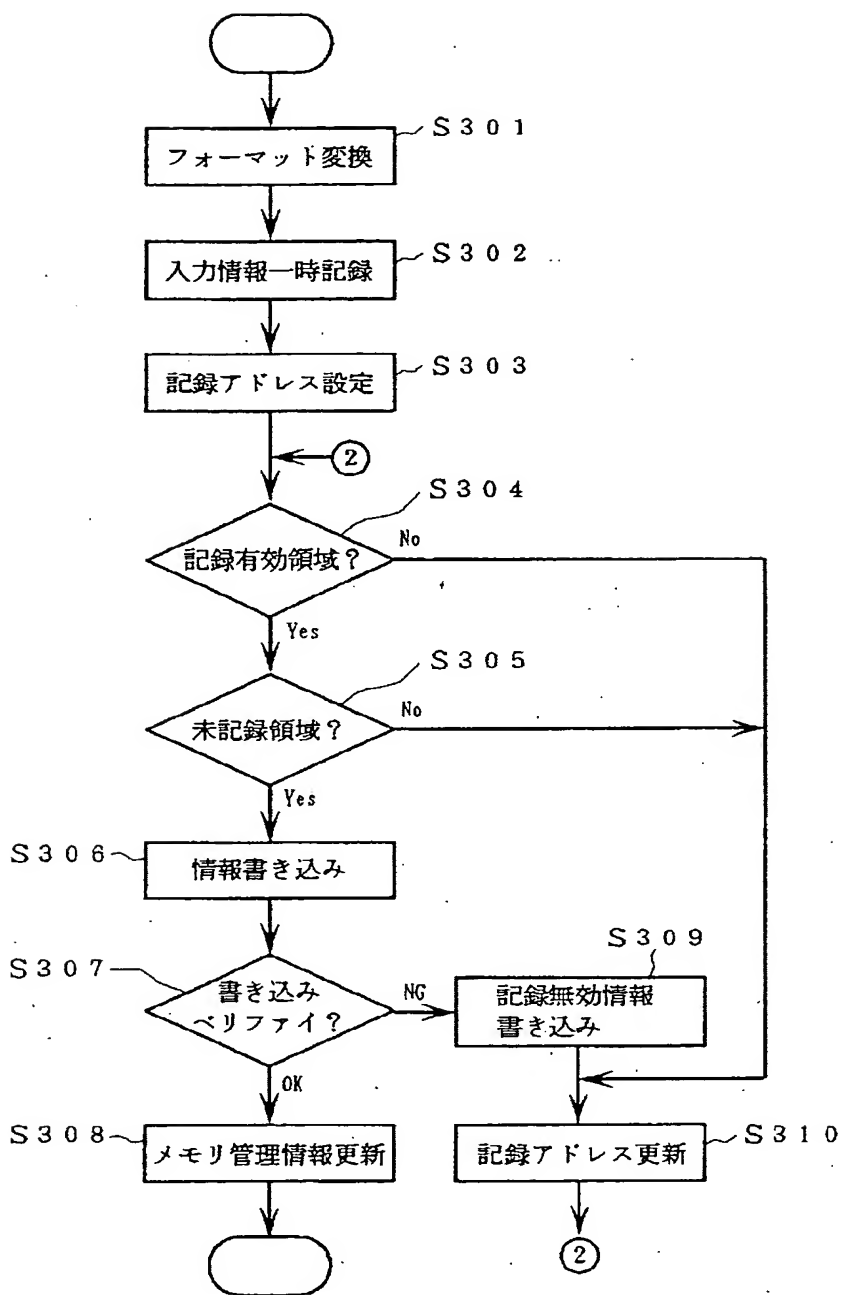 S301
フォーマット変換
S302
入力情報一時記録
S303
記録アドレス設定
2
S304
記録有効領域?
No
Yes
S305
未記録領域?
No
Yes
S306
情報書き込み
S307
書き込み
ベリファイ?
NG
S309
記録無効情報
書き込み
OK
S308
メモリ管理情報更新
記録アドレス更新
S310
2